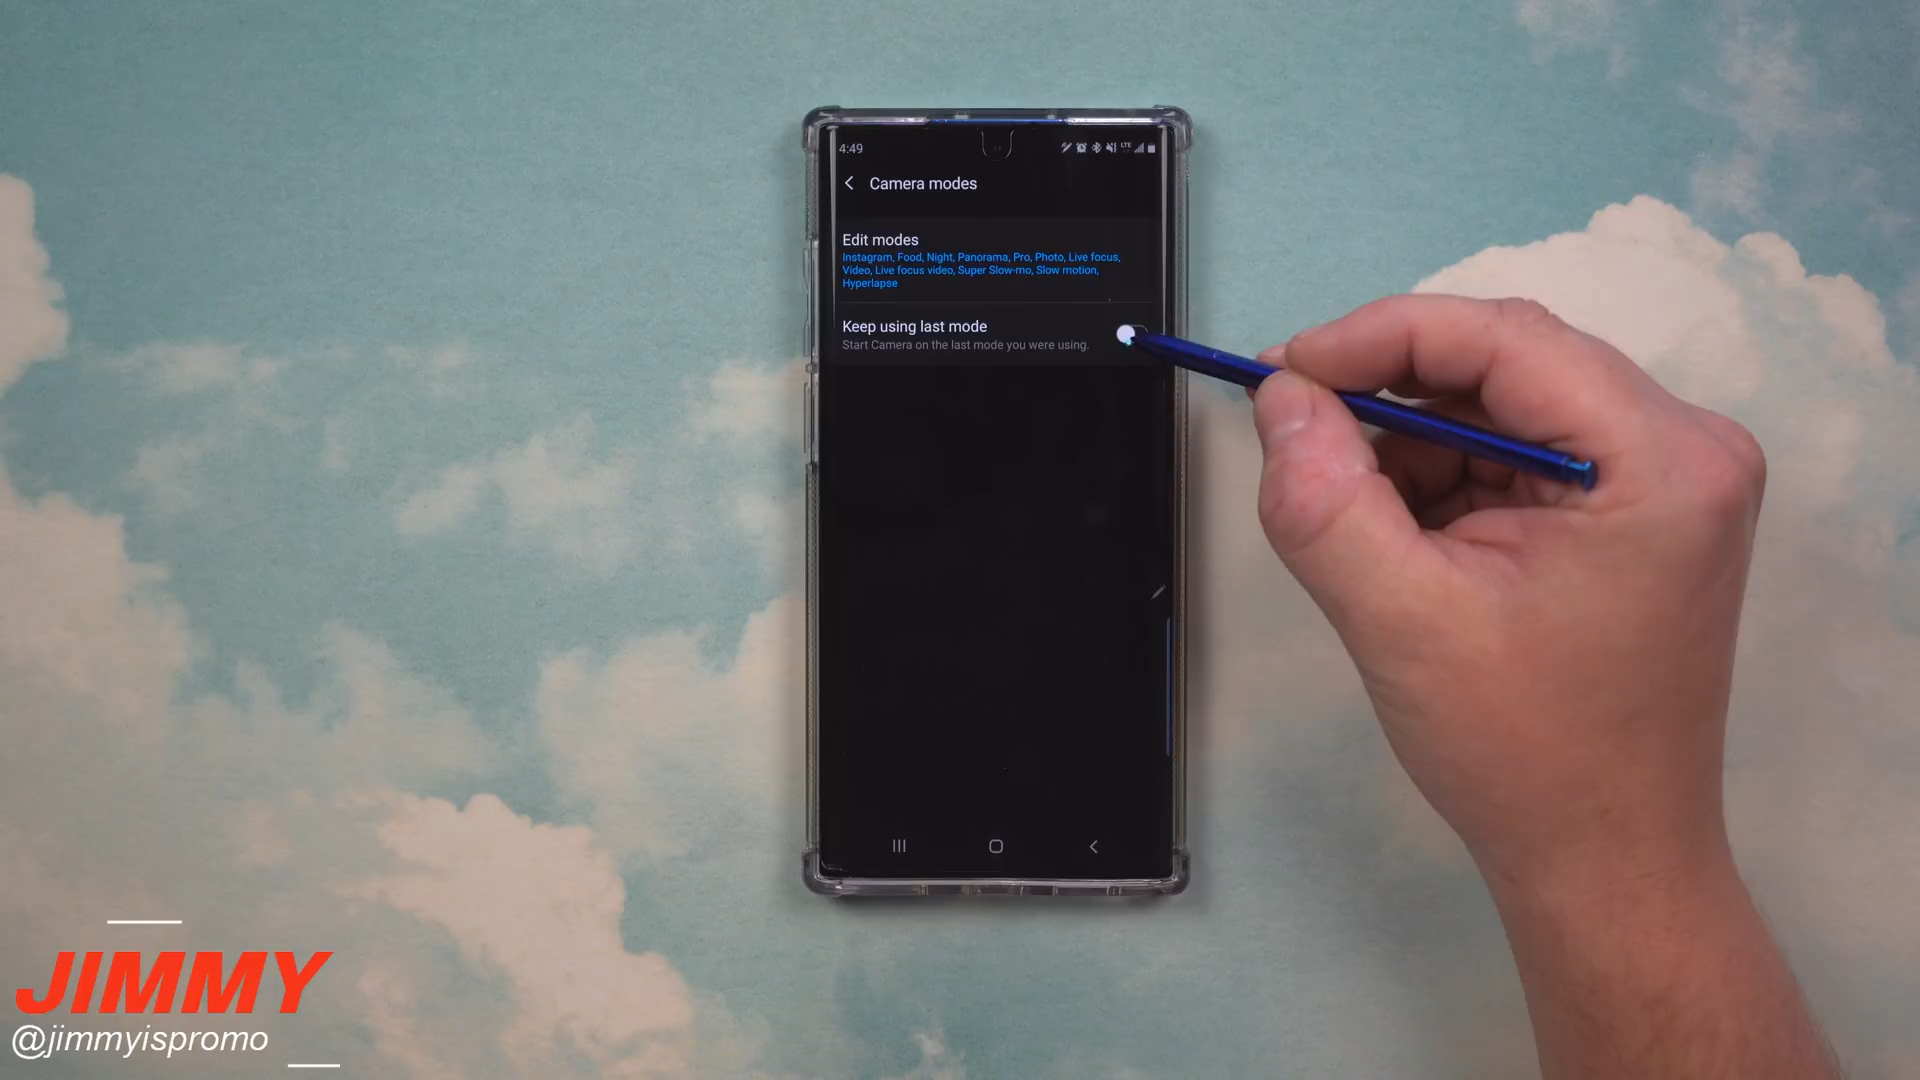 4:49
LTE
Camera modes
Edit modes
Instagram, Food, Night, Panorama, Pro, Photo, Live focus,
Video, Live focus video, Super Slow-mo, Slow motion,
Hyperlapse
Keep using last mode
Start Camera on the last mode you were using.
JIMMY
@jimmyispromo